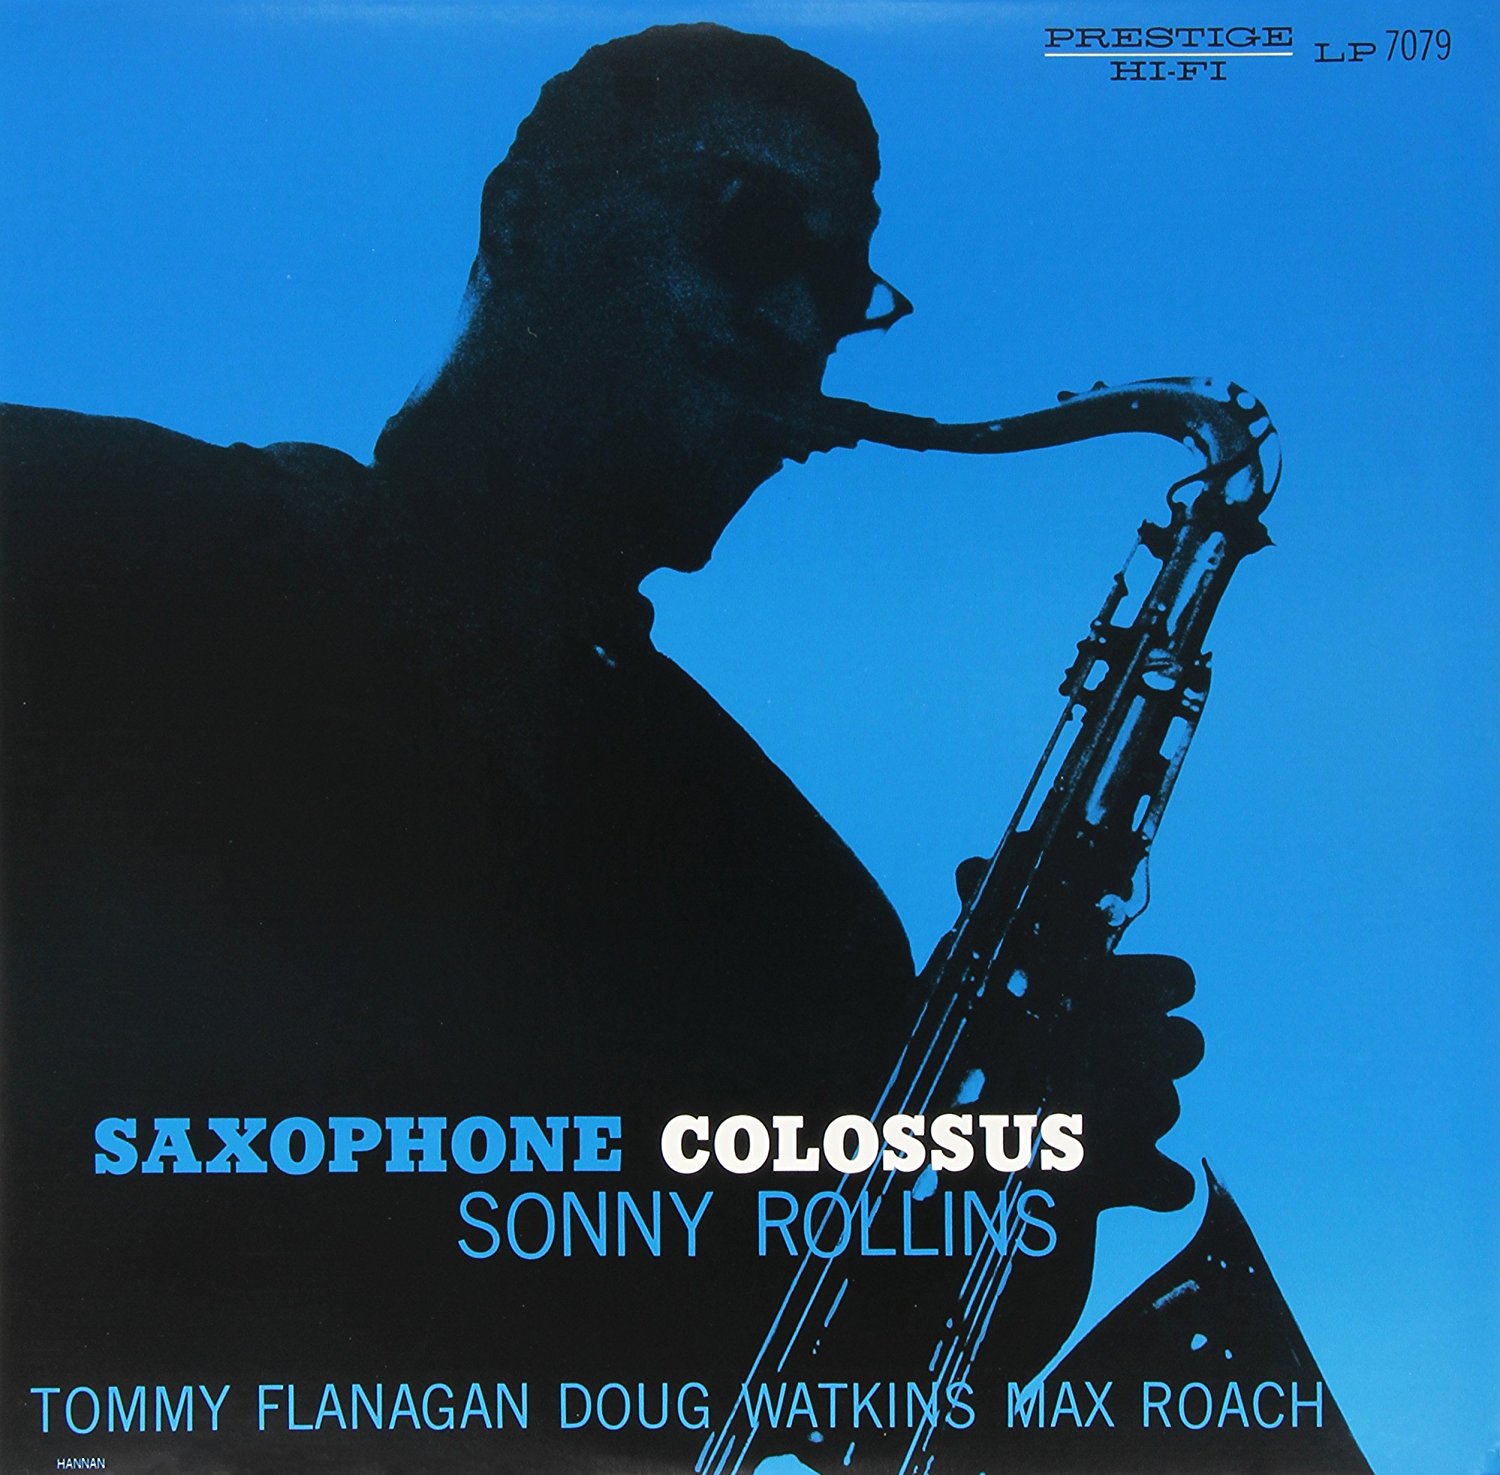 PRESTIGE LP 7079
HI-FI
SAXOPHONE COLOSSUS
SONNY ROLLINS
TOMMY FLANAGAN DOUG WATKINS MAX ROACH
HANNAN